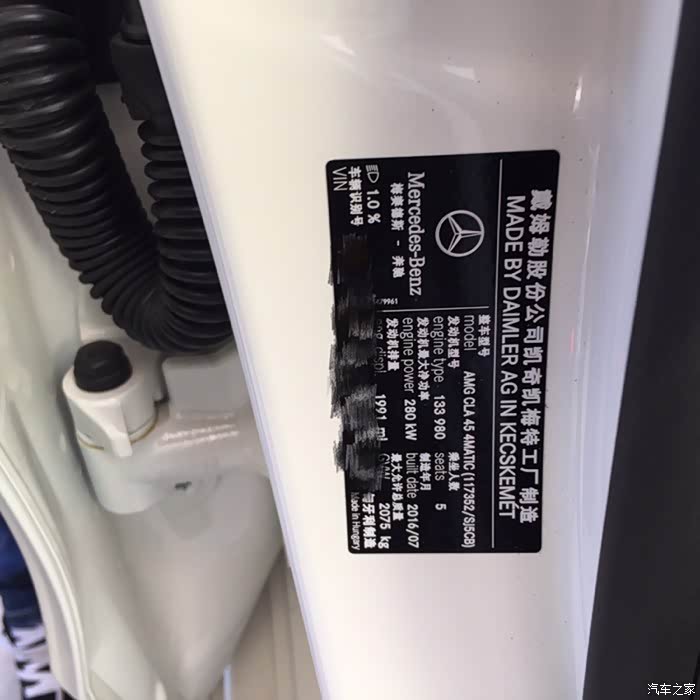 戴姆勒股份公司凯奇凯梅特工厂制造
MADE BY DAIMLER AG IN KECSKEMÉT
Mercedes-Benz
梅赛德斯 - 奔驰
1.0 %
车辆识别号
VIN
整车型号
model AMG CLA 45 4MATIC (117352/S(5CB)
发动机型号 乘坐人数
engine type 133 980 seats 5
发动机最大净功率 制造年月
engine power 280 kW built date 2016/07
发动机排量 最大允许总质量
1991 ml 2075 kg
匈牙利制造
Made in Hungary
汽车之家